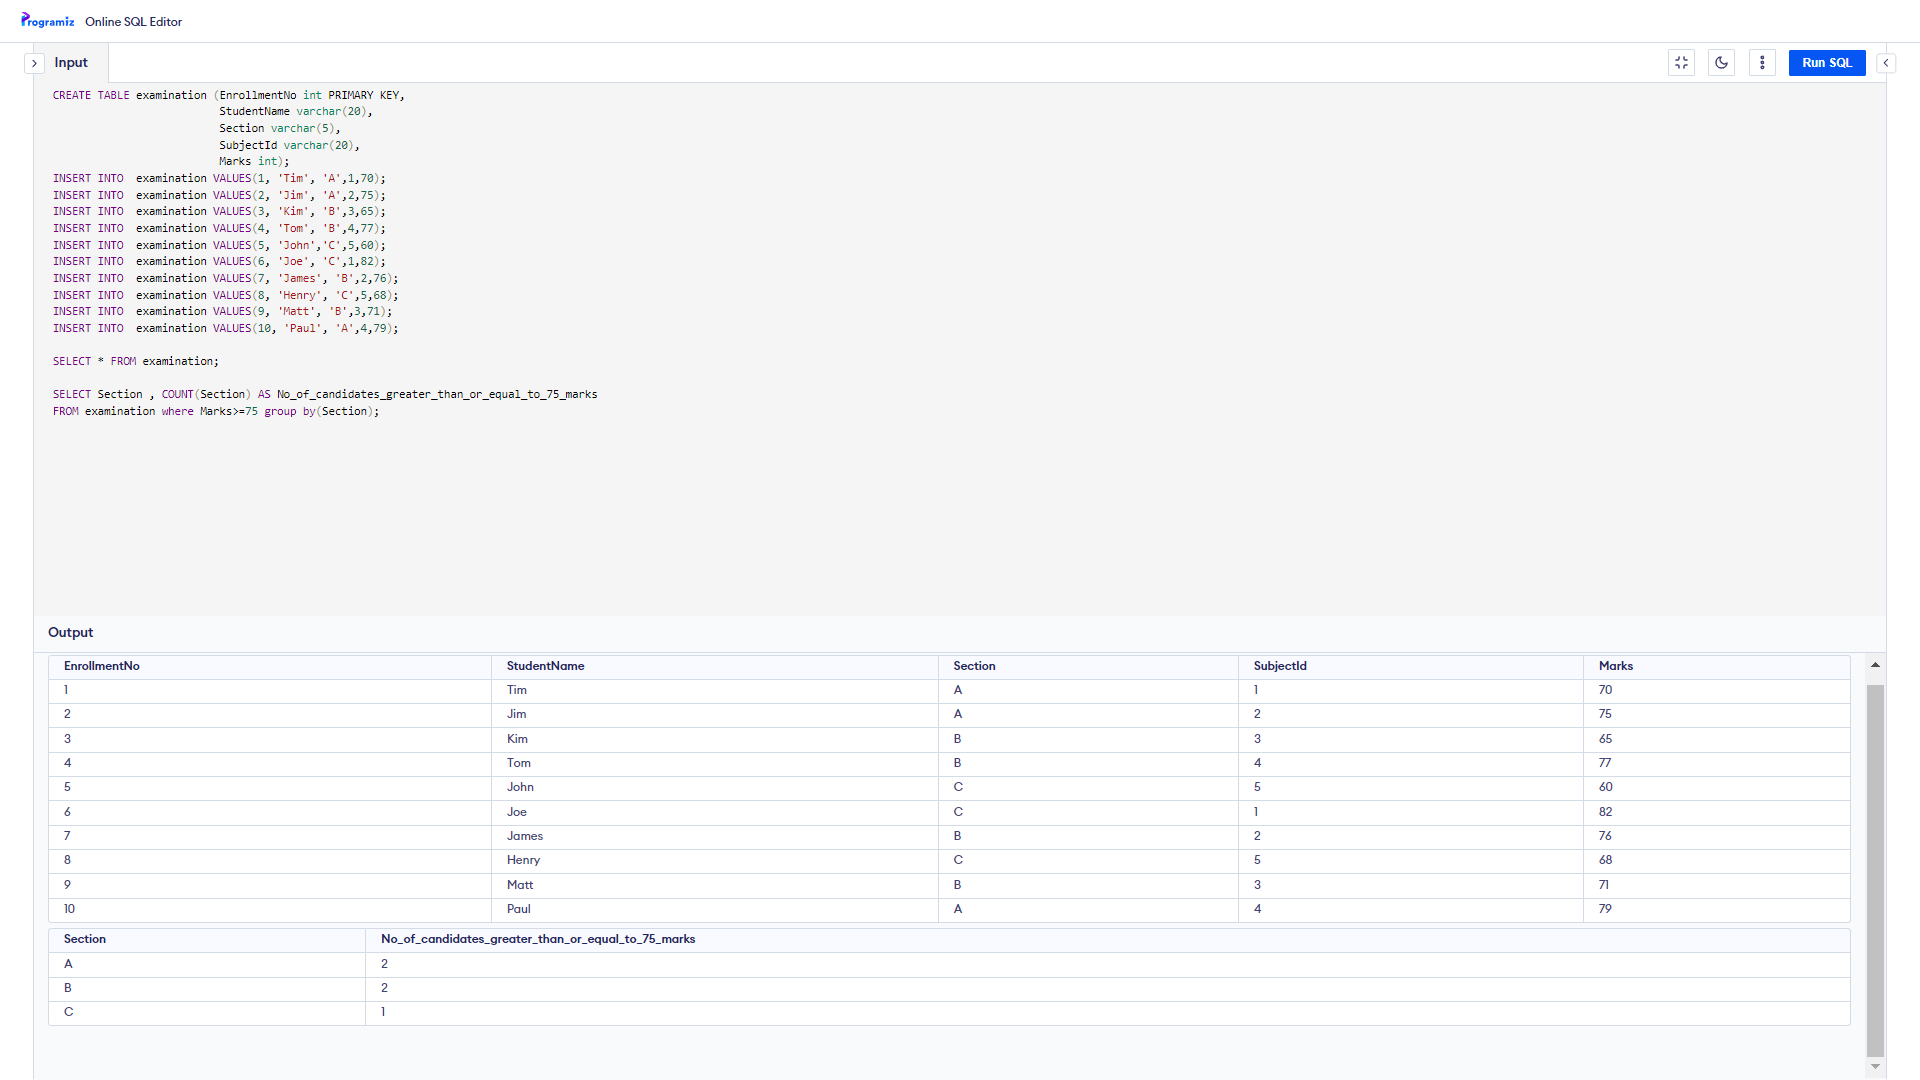 Programiz Online SQL Editor
Input
Run SQL
CREATE TABLE examination (EnrollmentNo int PRIMARY KEY,
StudentName varchar(20),
Section varchar(5),
SubjectId varchar(20),
Marks int);
INSERT INTO  examination VALUES(1, 'Tim', 'A',1,70);
INSERT INTO  examination VALUES(2, 'Jim', 'A',2,75);
INSERT INTO  examination VALUES(3, 'Kim', 'B',3,65);
INSERT INTO  examination VALUES(4, 'Tom', 'B',4,77);
INSERT INTO  examination VALUES(5, 'John','C',5,60);
INSERT INTO  examination VALUES(6, 'Joe', 'C',1,82);
INSERT INTO  examination VALUES(7, 'James', 'B',2,76);
INSERT INTO  examination VALUES(8, 'Henry', 'C',5,68);
INSERT INTO  examination VALUES(9, 'Matt', 'B',3,71);
INSERT INTO  examination VALUES(10, 'Paul', 'A',4,79);
SELECT * FROM examination;
SELECT Section , COUNT(Section) AS No_of_candidates_greater_than_or_equal_to_75_marks
FROM examination where Marks>=75 group by(Section);
Output
EnrollmentNo StudentName Section SubjectId Marks
1 Tim A 1 70
2 Jim A 2 75
3 Kim B 3 65
4 Tom B 4 77
5 John C 5 60
6 Joe C 1 82
7 James B 2 76
8 Henry C 5 68
9 Matt B 3 71
10 Paul A 4 79
Section No_of_candidates_greater_than_or_equal_to_75_marks
A 2
B 2
C 1